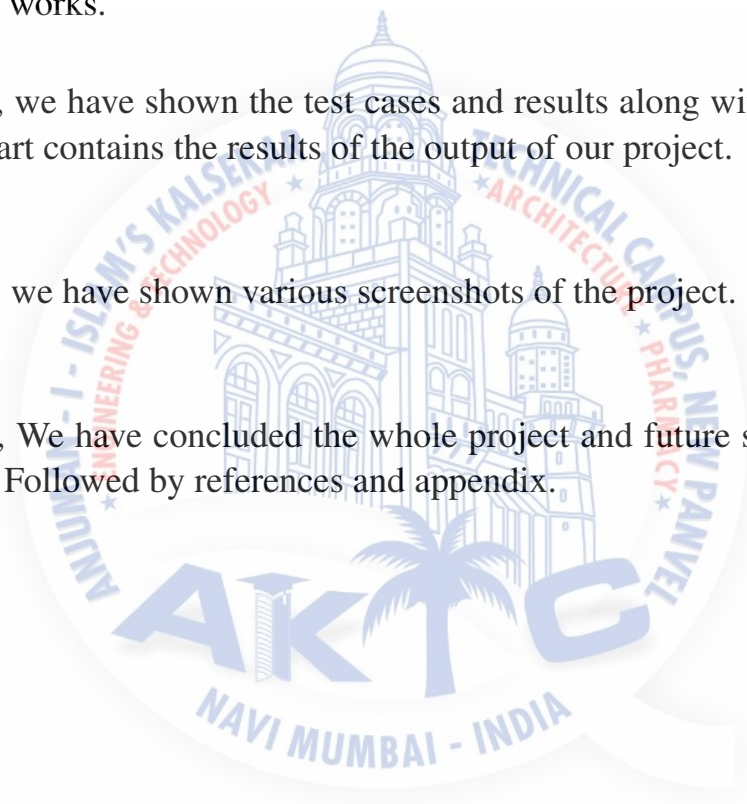 works.
, we have shown the test cases and results along wi
art contains the results of the output of our project.
we have shown various screenshots of the project.
, We have concluded the whole project and future s
Followed by references and appendix.
ANJUMAN - I - ISLAM'S KALSEKAR TECHNICAL CAMPUS, NEW PANVEL
ENGINEERING & TECHNOLOGY ★ ★ ARCHITECTURE ★ PHARMACY ★
AKTC
NAVI MUMBAI - INDIA